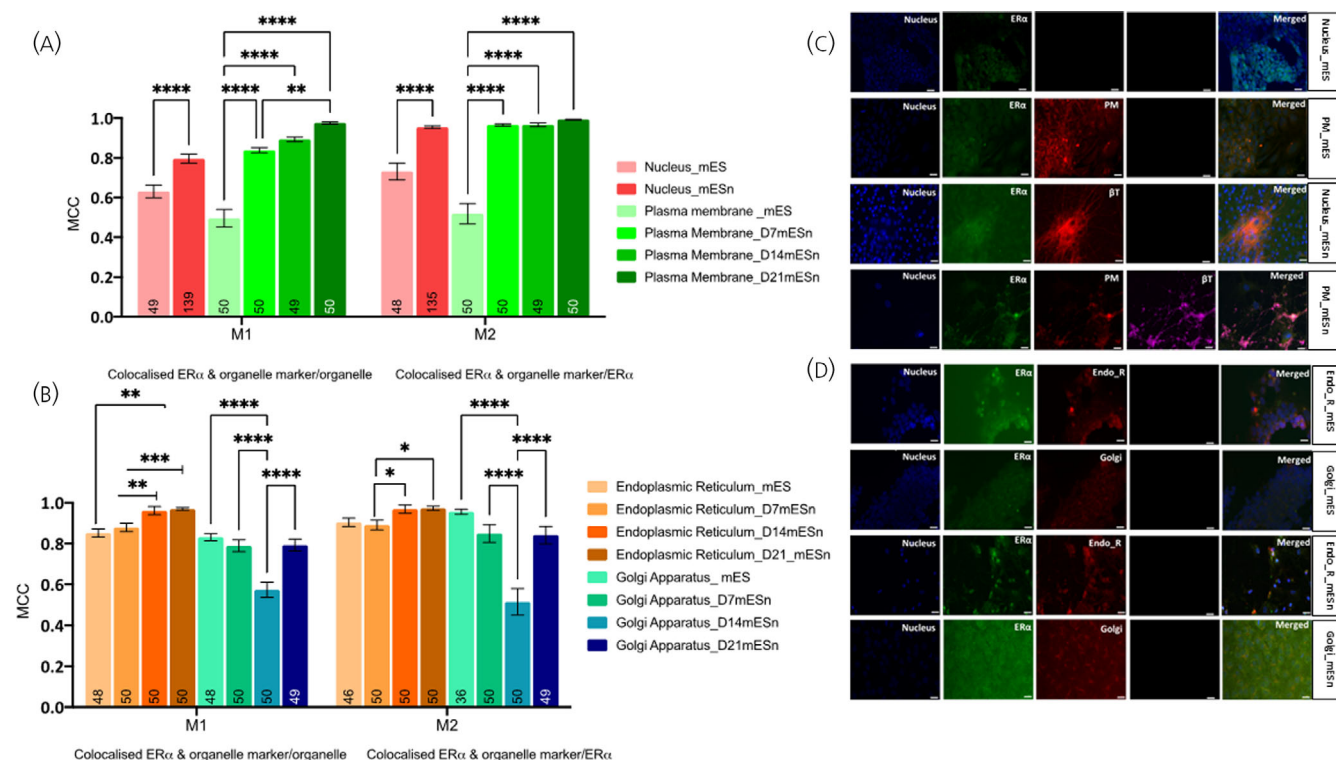 (A)
**** **** **** **** **** **
**** **** **** **** ****
MCC
1.0
0.8
0.6
0.4
0.2
0.0
49 139 50 50 49 50
48 135 50 50 49 50
M1 M2
Colocalised ERα & organelle marker/organelle
Colocalised ERα & organelle marker/ERα
Nucleus_mES
Nucleus_mESn
Plasma membrane _mES
Plasma Membrane_D7mESn
Plasma Membrane_D14mESn
Plasma Membrane_D21mESn
(B)
** *** ** **** **** ****
* * **** **** ****
MCC
1.0
0.8
0.6
0.4
0.2
0.0
48 50 50 50 48 50 50 49
46 50 50 50 36 50 50 49
M1 M2
Colocalised ERα & organelle marker/organelle
Colocalised ERα & organelle marker/ERα
Endoplasmic Reticulum_mES
Endoplasmic Reticulum_D7mESn
Endoplasmic Reticulum_D14mESn
Endoplasmic Reticulum_D21_mESn
Golgi Apparatus_ mES
Golgi Apparatus_D7mESn
Golgi Apparatus_D14mESn
Golgi Apparatus_D21mESn
(C)
Nucleus ERα Merged Nucleus_mES
Nucleus ERα PM Merged PM_mES
Nucleus ERα βT Merged Nucleus_mESn
Nucleus ERα PM βT Merged PM_mESn
(D)
Nucleus ERα Endo_R Merged Endo_R_mES
Nucleus ERα Golgi Merged Golgi_mES
Nucleus ERα Endo_R Merged Endo_R_mESn
Nucleus ERα Golgi Merged Golgi_mESn